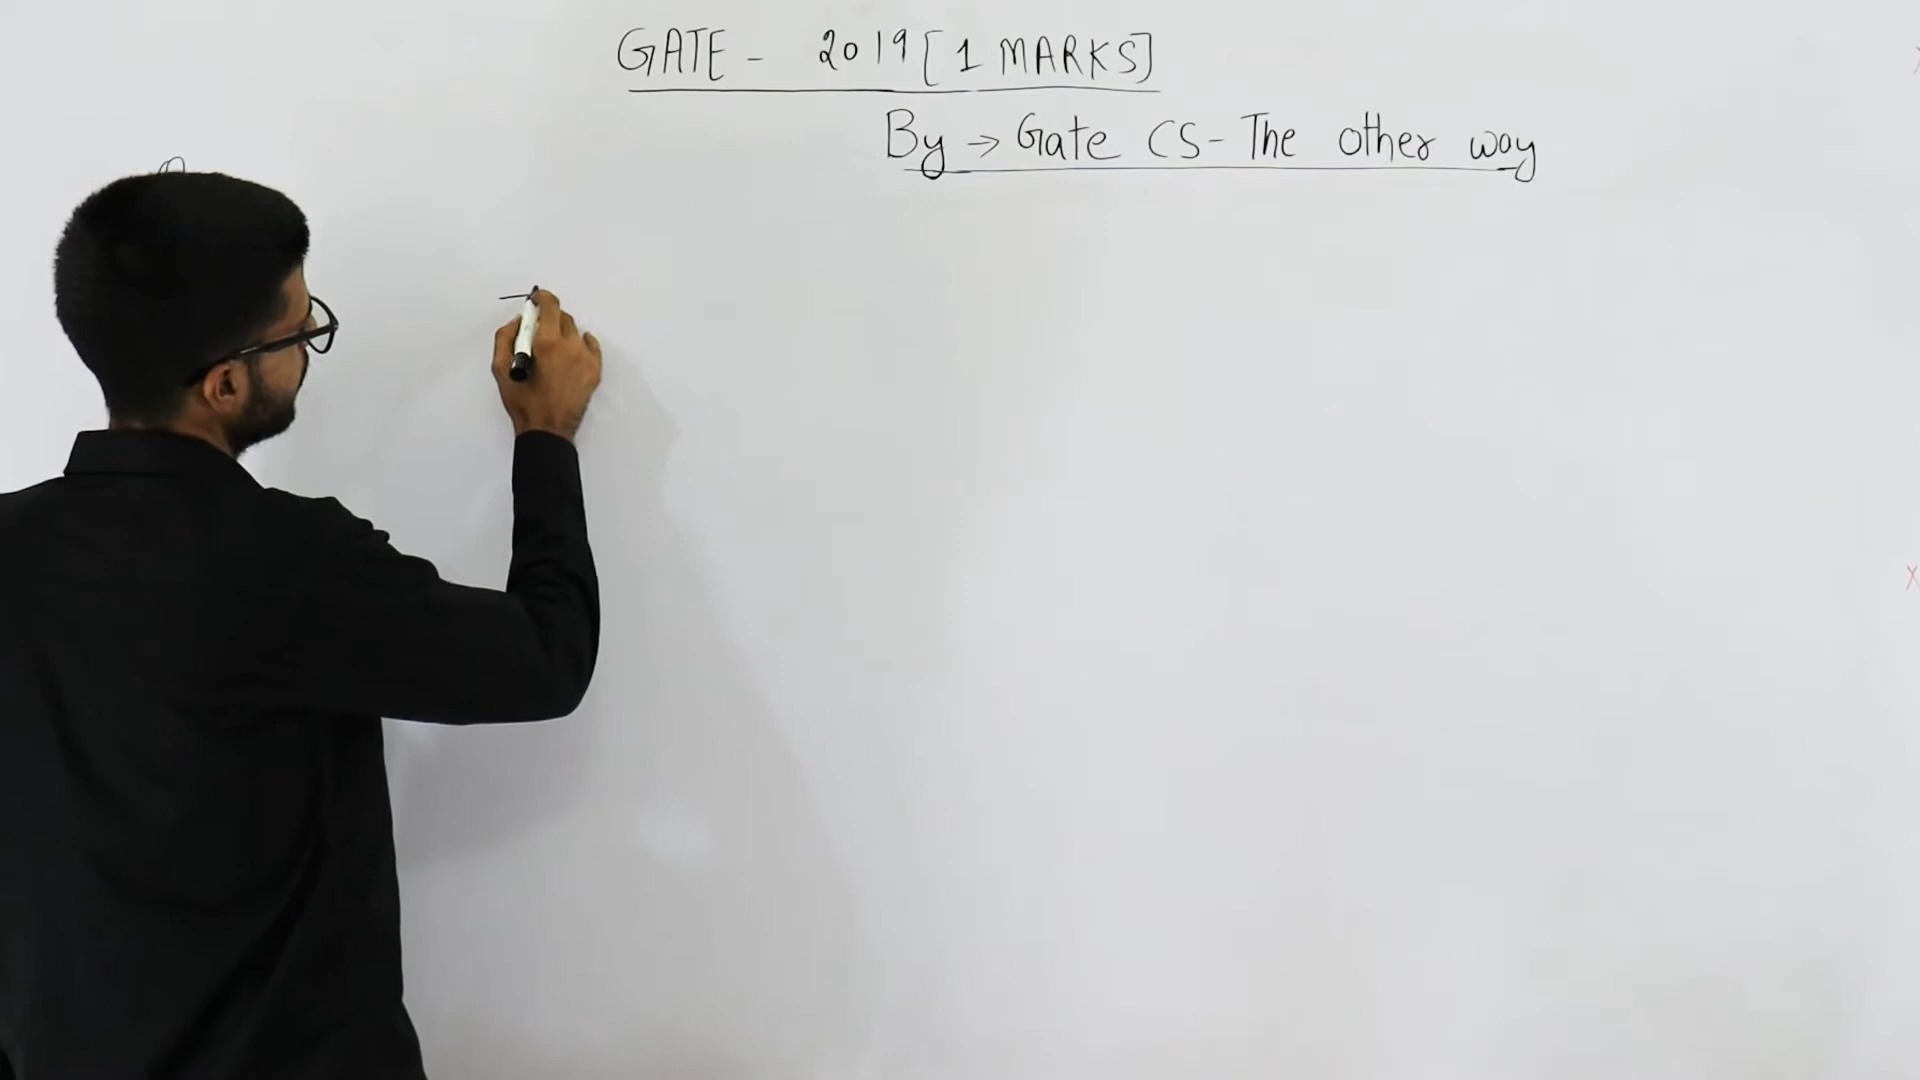 GATE - 2019 [1 MARKS]
By → Gate CS - The other way